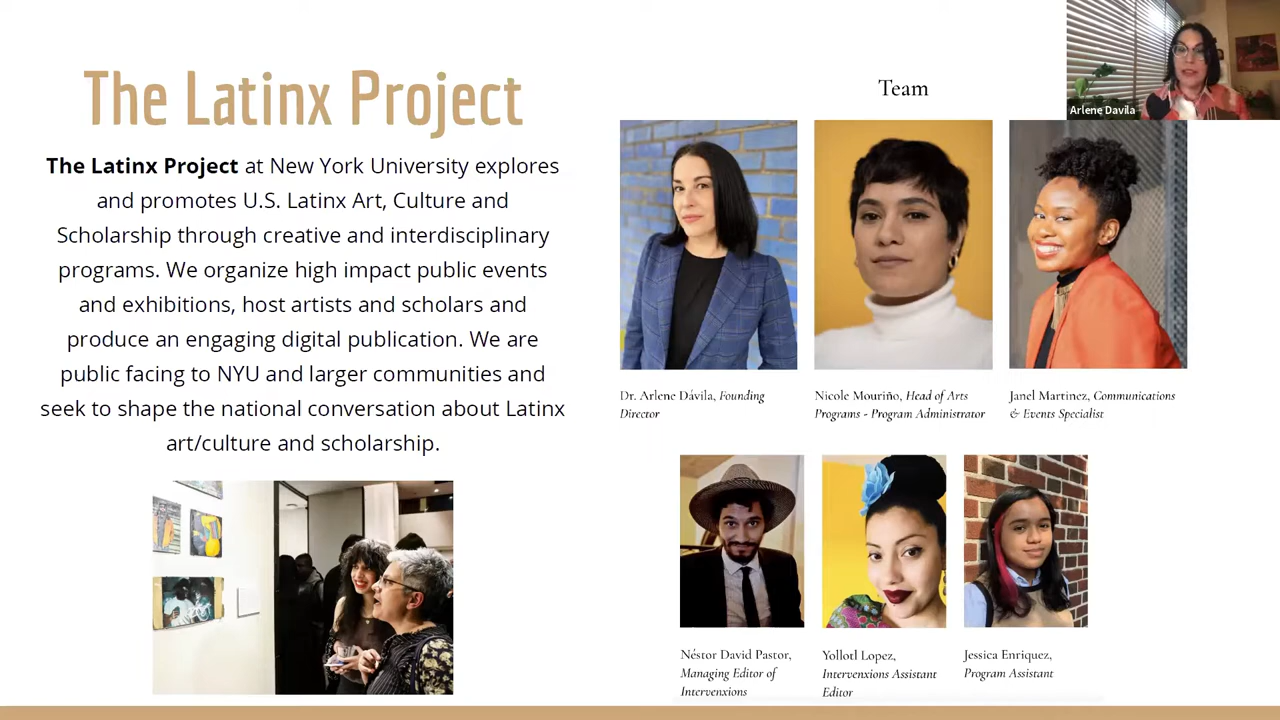 The Latinx Project
The Latinx Project at New York University explores
and promotes U.S. Latinx Art, Culture and
Scholarship through creative and interdisciplinary
programs. We organize high impact public events
and exhibitions, host artists and scholars and
produce an engaging digital publication. We are
public facing to NYU and larger communities and
seek to shape the national conversation about Latinx
art/culture and scholarship.
Team
Arlene Davila
Dr. Arlene Dávila, Founding
Director
Nicole Mouriño, Head of Arts
Programs - Program Administrator
Janel Martinez, Communications
& Events Specialist
Néstor David Pastor,
Managing Editor of
Intervenxions
Yollotl Lopez,
Intervenxions Assistant
Editor
Jessica Enriquez,
Program Assistant